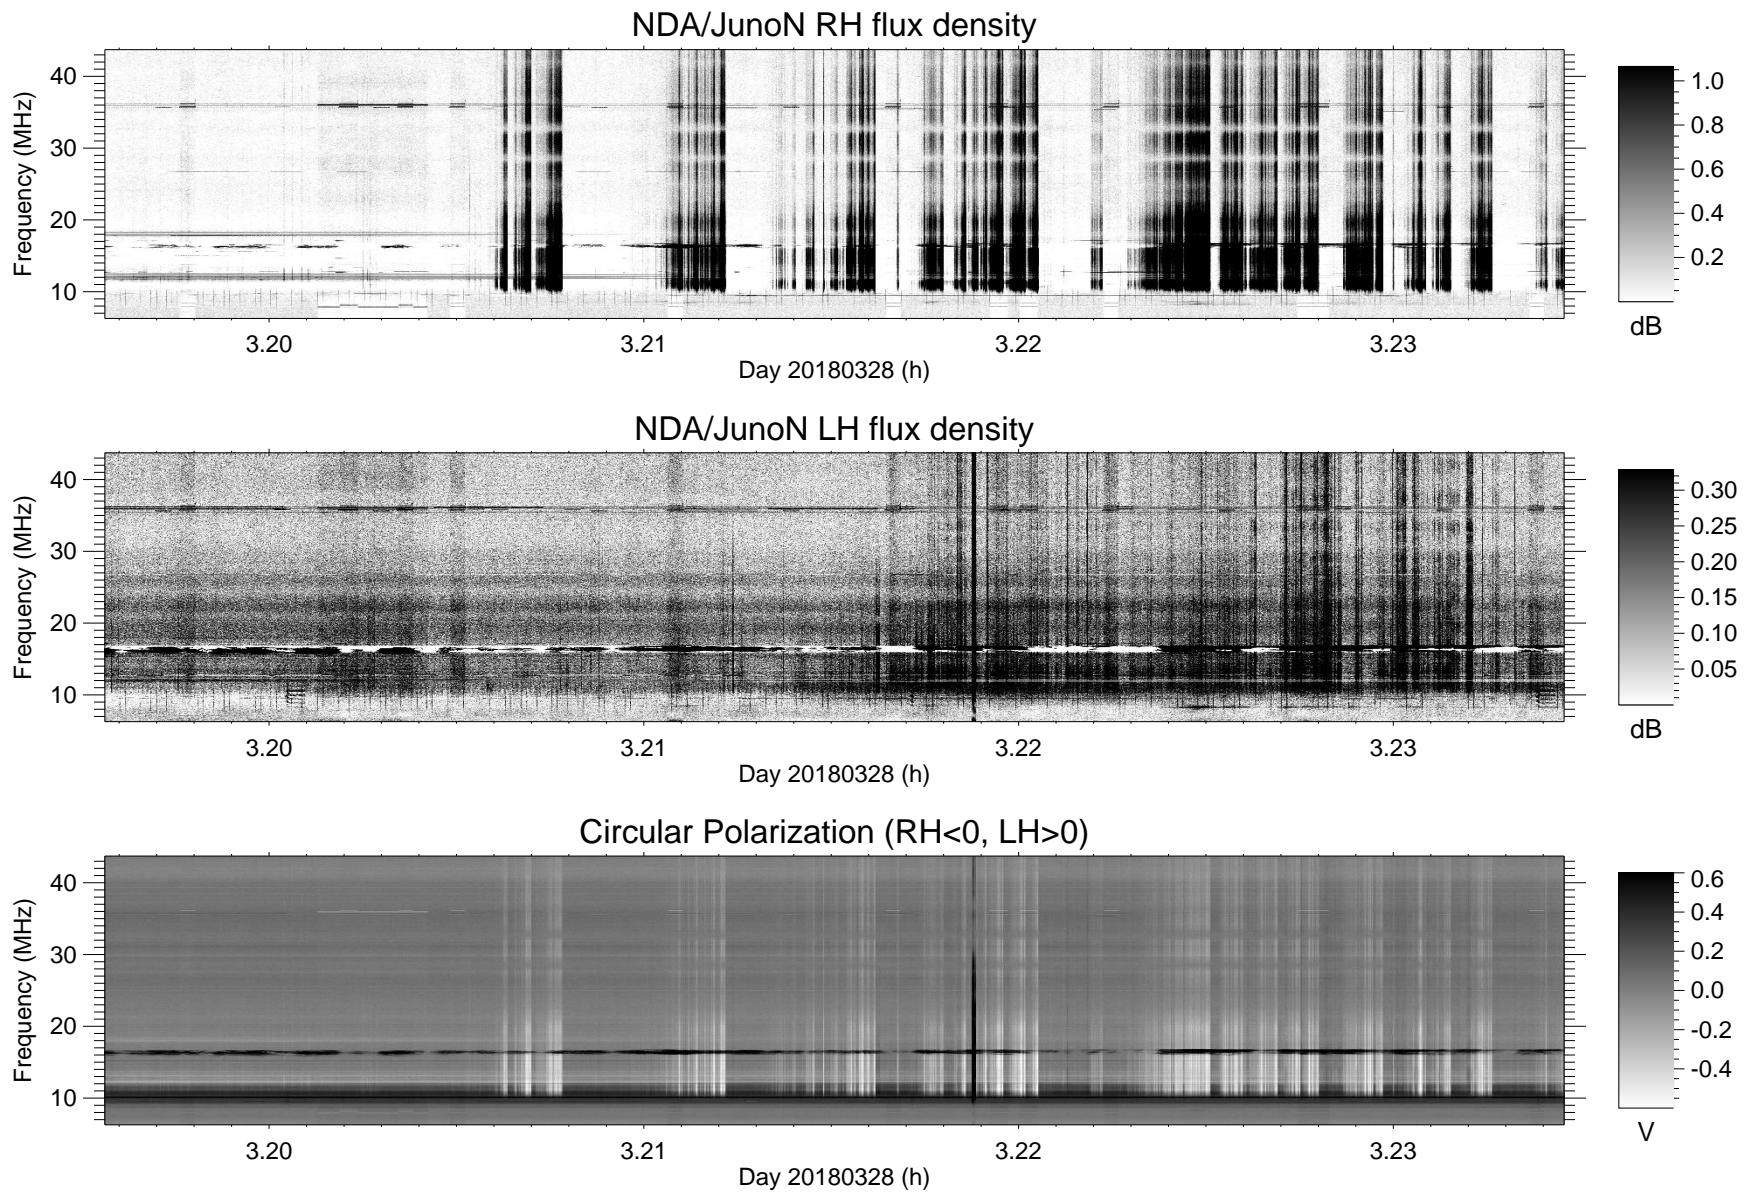 NDA/JunoN RH flux density
Frequency (MHz)
40
30
20
10
3.20 3.21 3.22 3.23
Day 20180328 (h)
1.0
0.8
0.6
0.4
0.2
dB
NDA/JunoN LH flux density
Frequency (MHz)
40
30
20
10
3.20 3.21 3.22 3.23
Day 20180328 (h)
0.30
0.25
0.20
0.15
0.10
0.05
dB
Circular Polarization (RH<0, LH>0)
Frequency (MHz)
40
30
20
10
3.20 3.21 3.22 3.23
Day 20180328 (h)
0.6
0.4
0.2
0.0
-0.2
-0.4
V